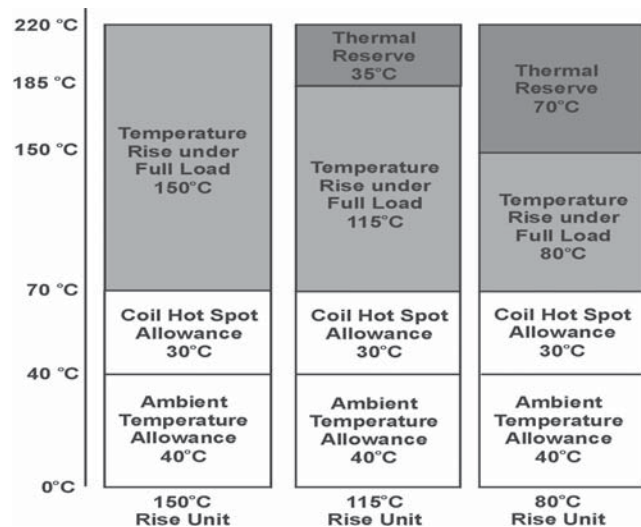 220 °C
185 °C
150 °C
70 °C
40 °C
0°C
Temperature
Rise under
Full Load
150°C
Coil Hot Spot
Allowance
30°C
Ambient
Temperature
Allowance
40°C
150°C
Rise Unit
Thermal
Reserve
35°C
Temperature
Rise under
Full Load
115°C
Coil Hot Spot
Allowance
30°C
Ambient
Temperature
Allowance
40°C
115°C
Rise Unit
Thermal
Reserve
70°C
Temperature
Rise under
Full Load
80°C
Coil Hot Spot
Allowance
30°C
Ambient
Temperature
Allowance
40°C
80°C
Rise Unit